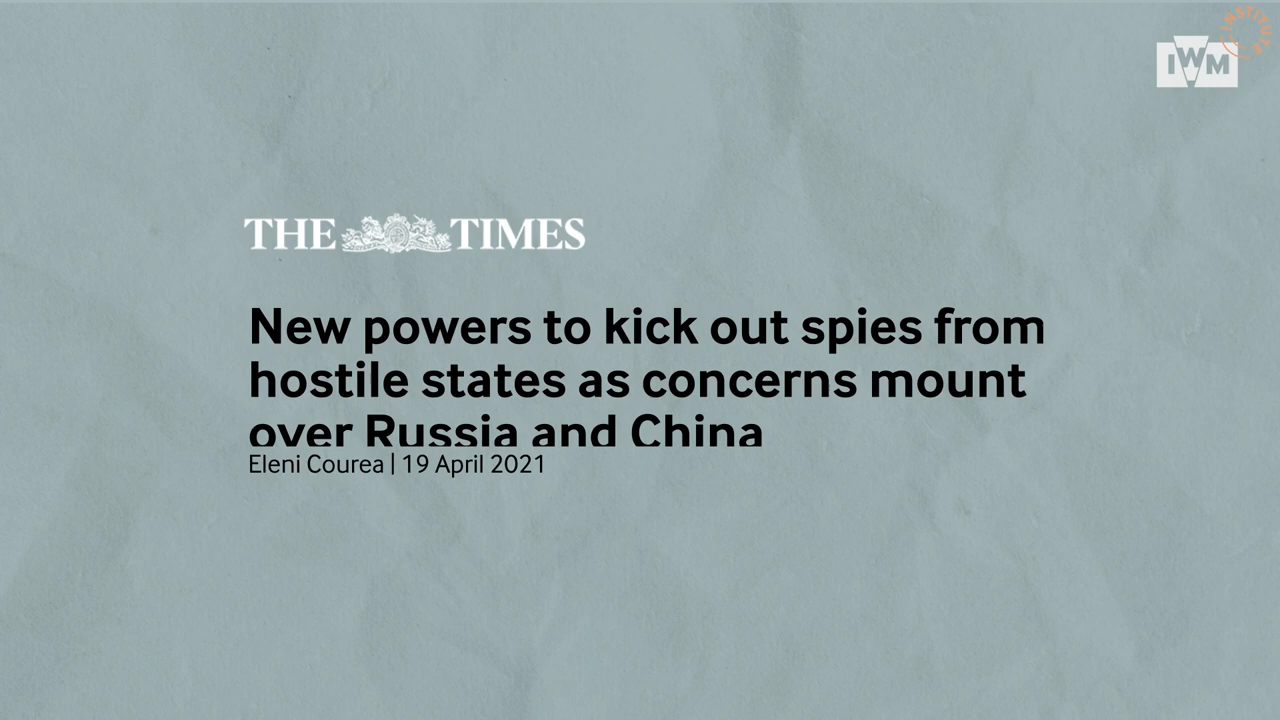 INSTITUTE
IWM
THE TIMES
New powers to kick out spies from
hostile states as concerns mount
over Russia and China
Eleni Courea | 19 April 2021